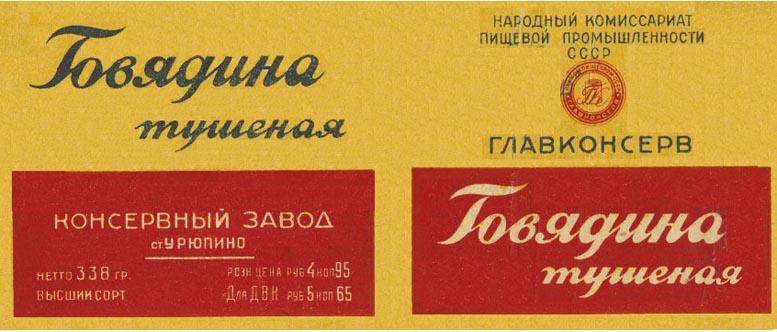 Говядина
тушеная
КОНСЕРВНЫЙ ЗАВОД
ст. УРЮПИНО
НЕТТО 338 ГР.
ВЫСШИЙ СОРТ
РОЗН ЦЕНА РУБ 4 КОП 95
Для ДВК РУБ 5 КОП 65
НАРОДНЫЙ КОМИССАРИАТ
ПИЩЕВОЙ ПРОМЫШЛЕННОСТИ
СССР
ГЛАВКОНСЕРВ
Говядина
тушеная